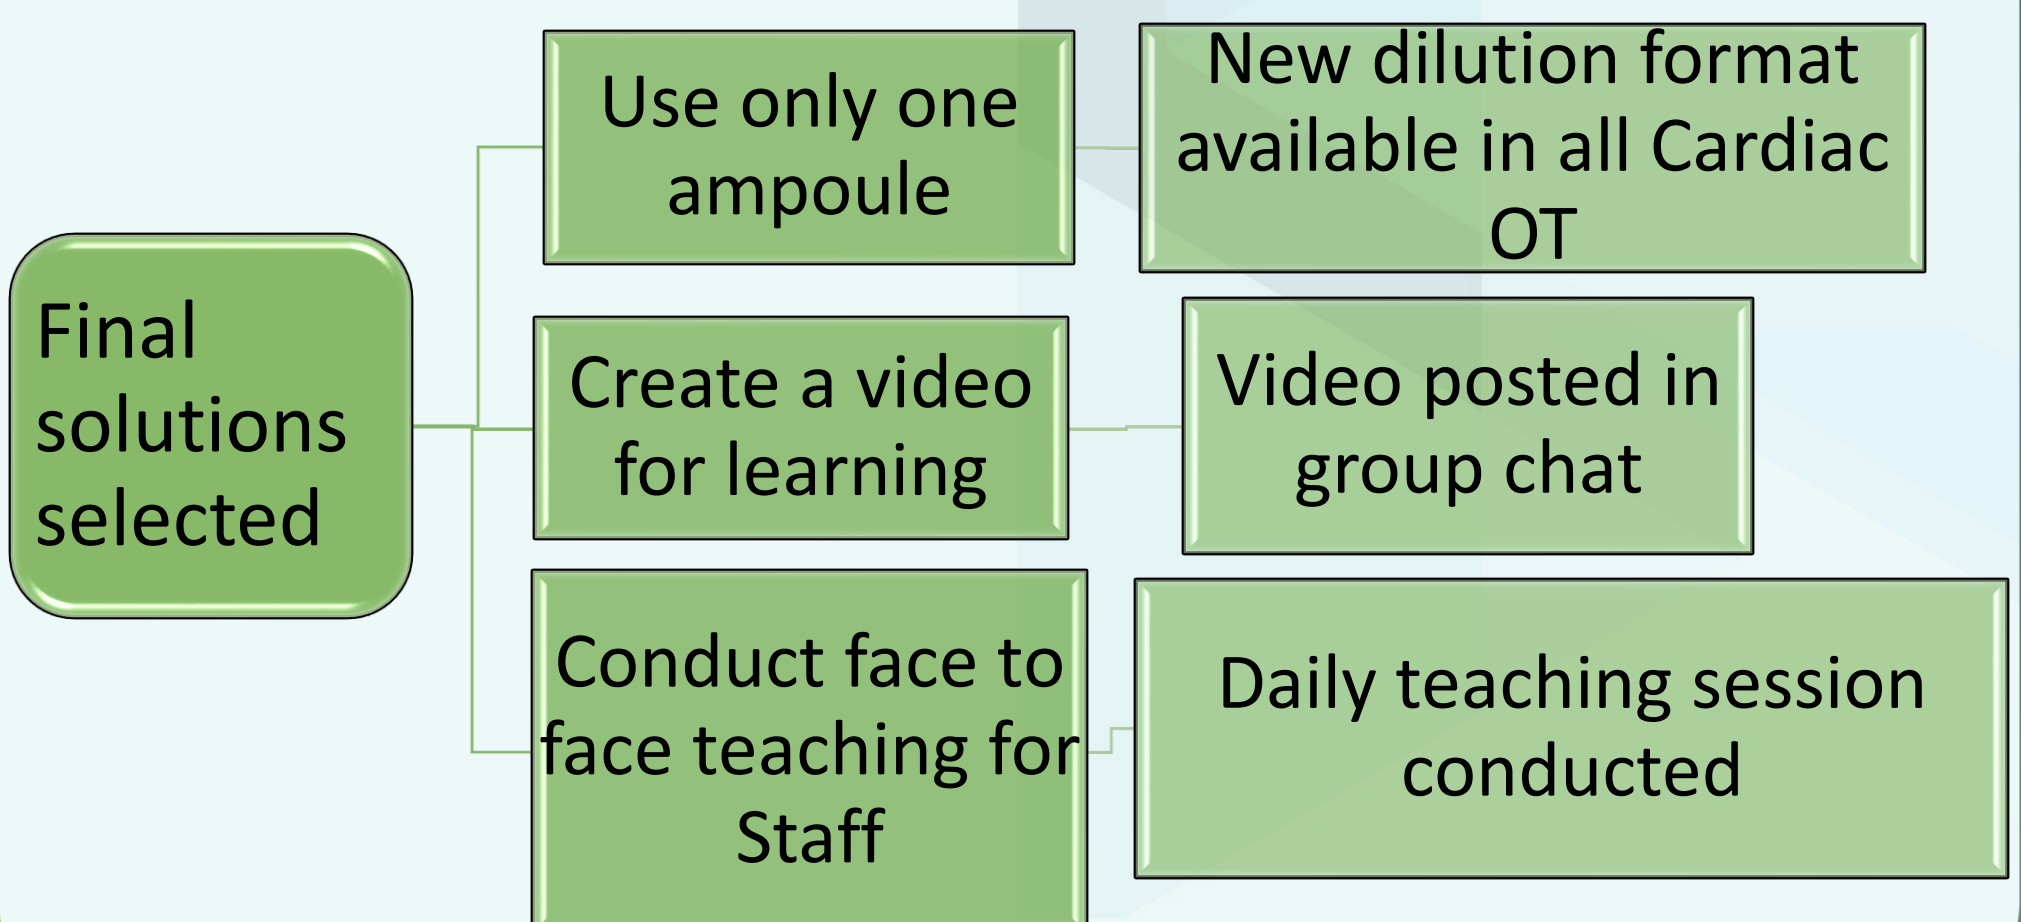 Final
solutions
selected
Use only one
ampoule
New dilution format
available in all Cardiac
OT
Create a video
for learning
Video posted in
group chat
Conduct face to
face teaching for
Staff
Daily teaching session
conducted